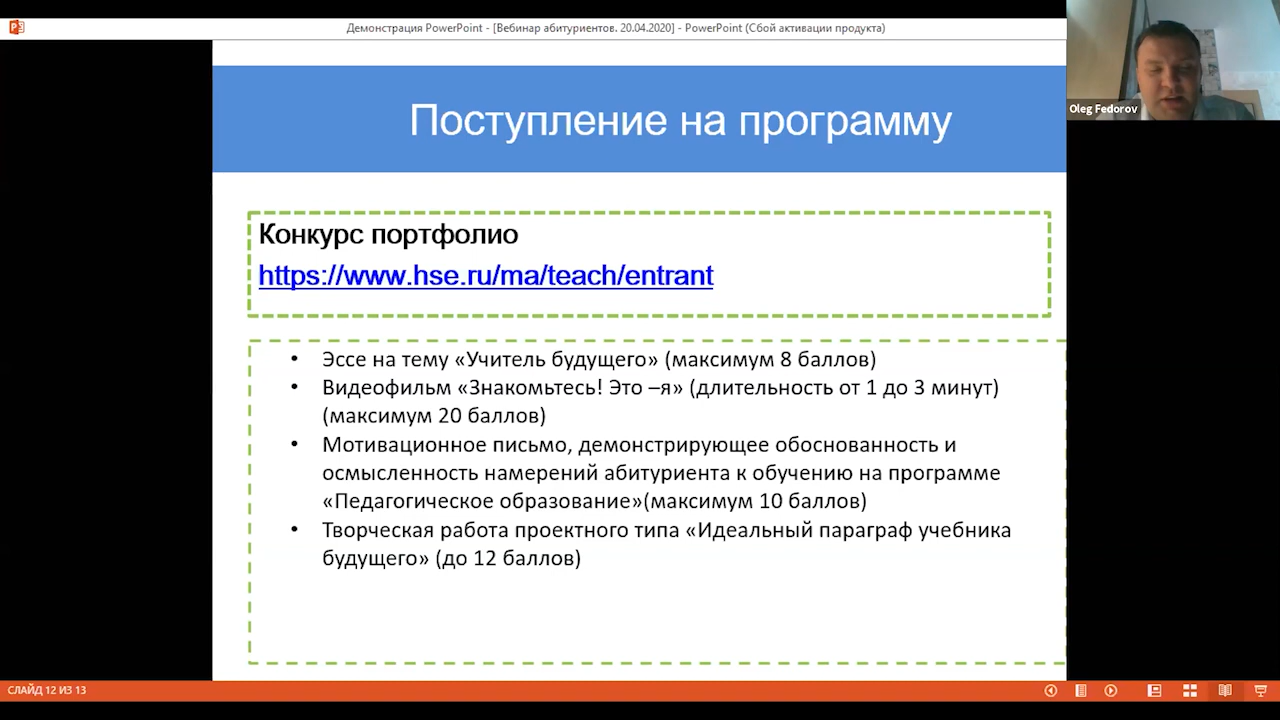 Демонстрация PowerPoint - [Вебинар абитуриентов. 20.04.2020] - PowerPoint (Сбой активации продукта)
Oleg Fedorov
Поступление на программу
Конкурс портфолио
https://www.hse.ru/ma/teach/entrant
• Эссе на тему «Учитель будущего» (максимум 8 баллов)
• Видеофильм «Знакомьтесь! Это –я» (длительность от 1 до 3 минут)
(максимум 20 баллов)
• Мотивационное письмо, демонстрирующее обоснованность и
осмысленность намерений абитуриента к обучению на программе
«Педагогическое образование»(максимум 10 баллов)
• Творческая работа проектного типа «Идеальный параграф учебника
будущего» (до 12 баллов)
СЛАЙД 12 ИЗ 13